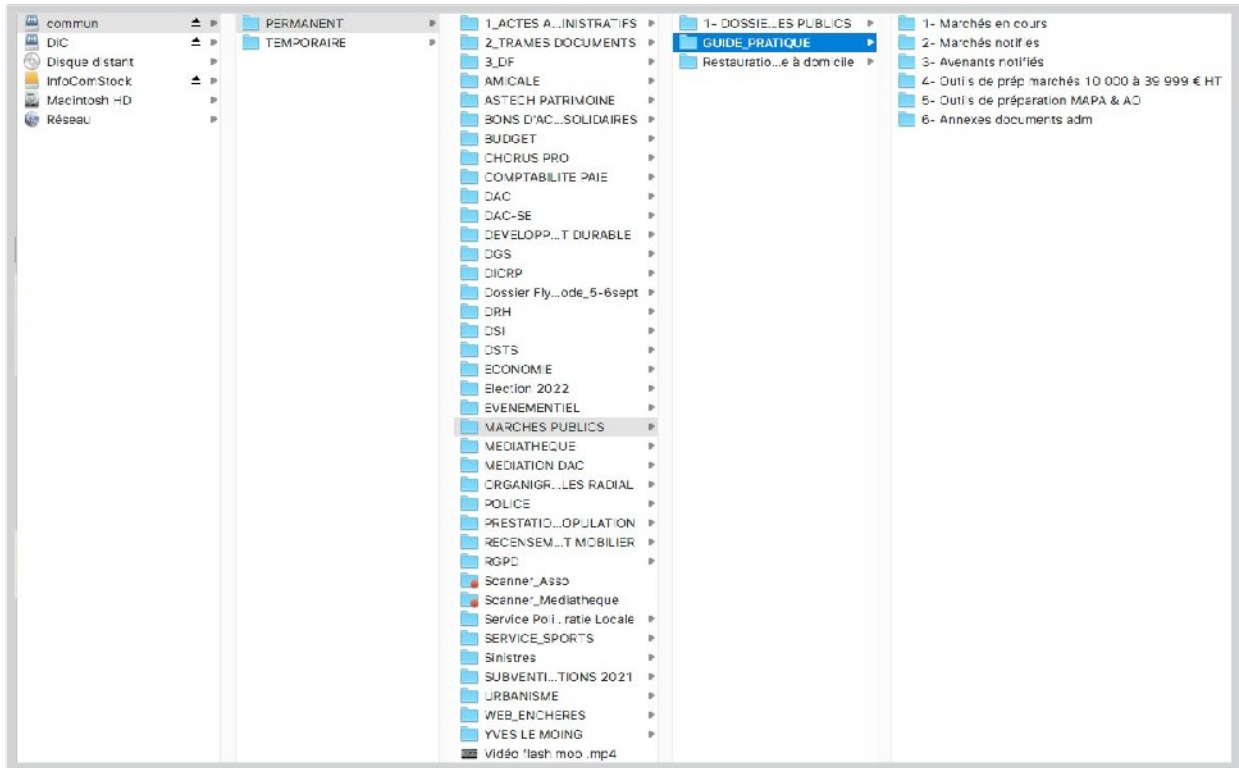 commun
DIC
Disque distant
InfoComStock
Macintosh HD
Réseau
PERMANENT
TEMPORAIRE
1_ACTES A...INISTRATIFS
2_TRAMES DOCUMENTS
3_DF
AMICALE
ASTECH PATRIMOINE
BONS D'AC...SOLIDAIRES
BUDGET
CHORUS PRO
COMPTABILITE PAIE
DAC
DAC-SE
DEVELOPP...T DURABLE
DGS
DICRP
Dossier Fly...ode_5-6sept
DRH
DSI
DSTS
ECONOMIE
Election 2022
EVENEMENTIEL
MARCHES PUBLICS
MEDIATHEQUE
MEDIATION DAC
ORGANIGR...LES RADIAL
POLICE
PRESTATIO...OPULATION
RECENSEM...T MOBILIER
RGPD
Scanner_Asso
Scanner_Mediatheque
Service Poli...ratie Locale
SERVICE_SPORTS
Sinistres
SUBVENTI...TIONS 2021
URBANISME
WEB_ENCHERES
YVES LE MOING
Vidéo flash mob .mp4
1- DOSSIE...ES PUBLICS
GUIDE_PRATIQUE
Restauratio...e à domicile
1- Marchés en cours
2- Marchés notifiés
3- Avenants notifiés
4- Outils de prép marchés 10 000 à 39 999 € HT
5- Outils de préparation MAPA & AO
6- Annexes documents adm